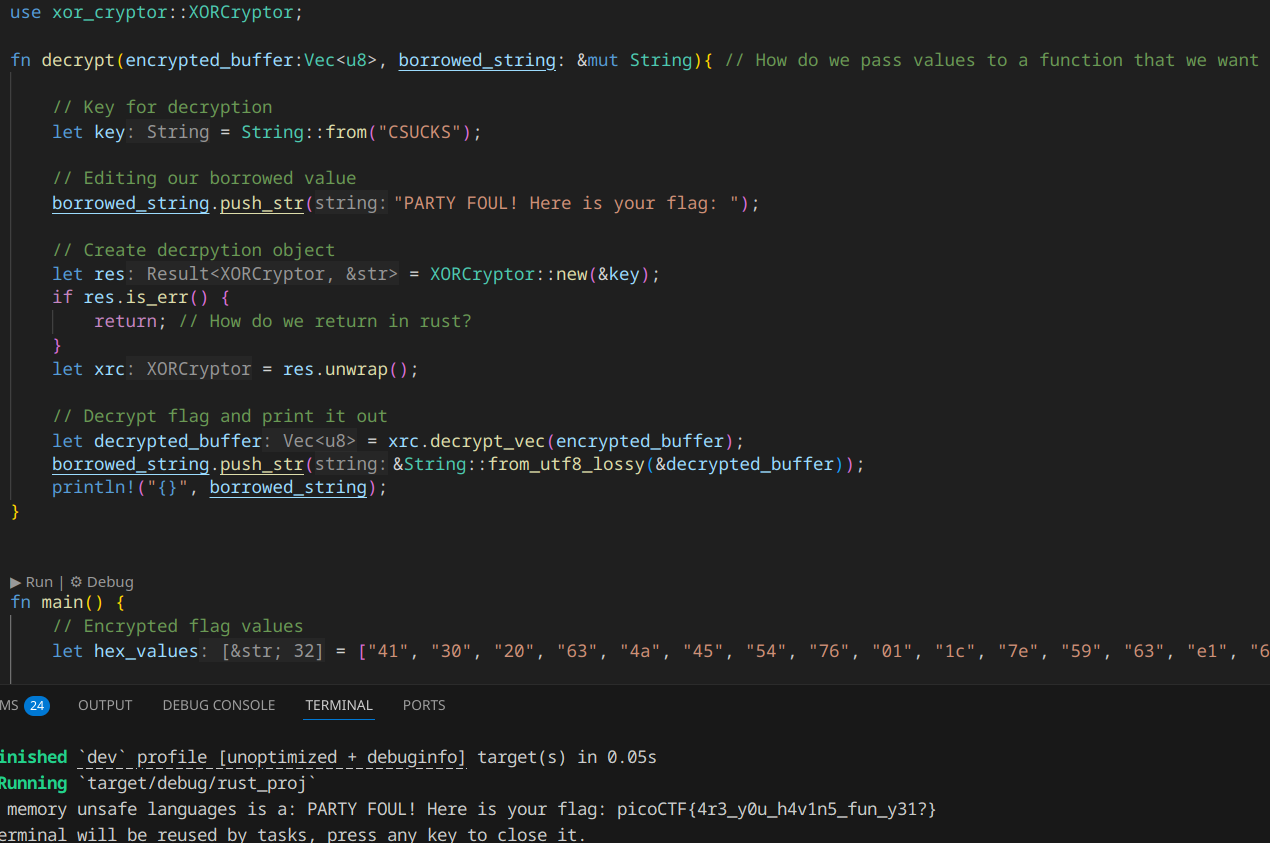 use xor_cryptor::XORCryptor;
fn decrypt(encrypted_buffer:Vec<u8>, borrowed_string: &mut String){ // How do we pass values to a function that we want
// Key for decryption
let key: String = String::from("CSUCKS");
// Editing our borrowed value
borrowed_string.push_str(string: "PARTY FOUL! Here is your flag: ");
// Create decrpytion object
let res: Result<XORCryptor, &str> = XORCryptor::new(&key);
if res.is_err() {
return; // How do we return in rust?
}
let xrc: XORCryptor = res.unwrap();
// Decrypt flag and print it out
let decrypted_buffer: Vec<u8> = xrc.decrypt_vec(encrypted_buffer);
borrowed_string.push_str(string: &String::from_utf8_lossy(&decrypted_buffer));
println!("{}", borrowed_string);
}
▶ Run | ⚙ Debug
fn main() {
// Encrypted flag values
let hex_values: [&str; 32] = ["41", "30", "20", "63", "4a", "45", "54", "76", "01", "1c", "7e", "59", "63", "e1", "6
MS 24 OUTPUT DEBUG CONSOLE TERMINAL PORTS
inished `dev` profile [unoptimized + debuginfo] target(s) in 0.05s
Running `target/debug/rust_proj`
memory unsafe languages is a: PARTY FOUL! Here is your flag: picoCTF{4r3_y0u_h4v1n5_fun_y31?}
erminal will be reused by tasks, press any key to close it.